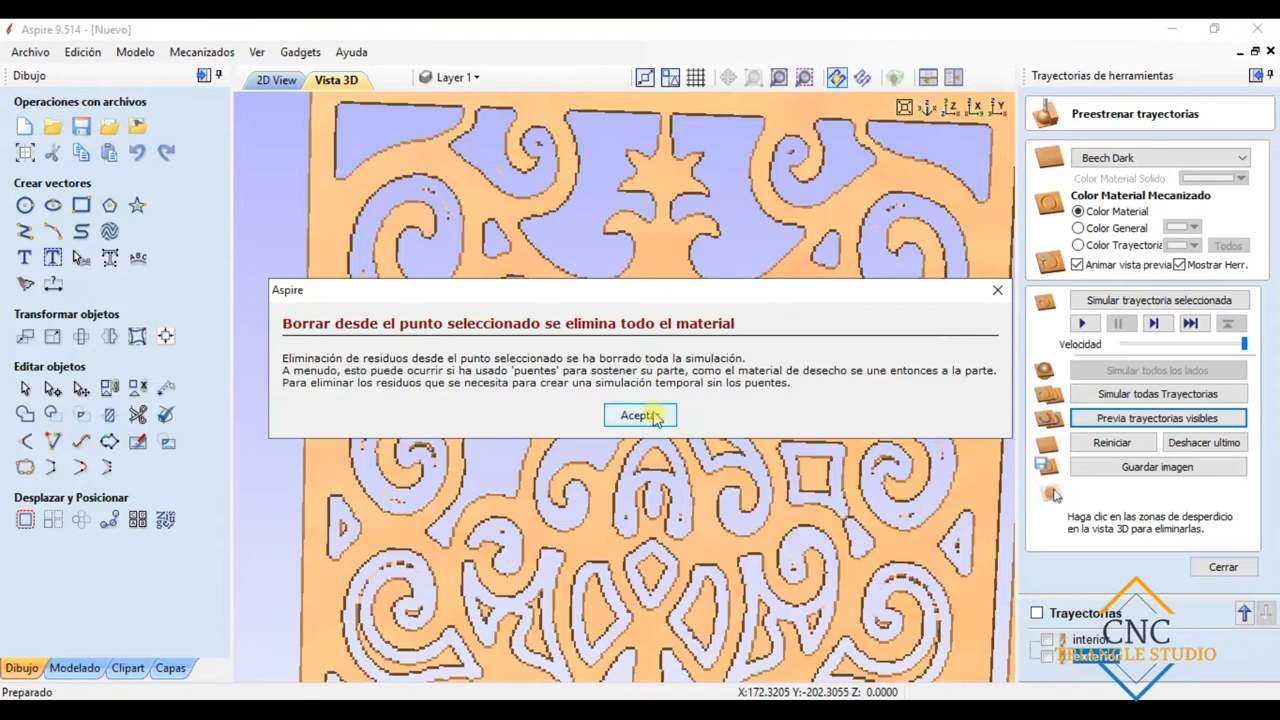 Aspire 9.514 - [Nuevo]
Archivo Edición Modelo Mecanizados Ver Gadgets Ayuda
Dibujo
Operaciones con archivos
Crear vectores
Transformar objetos
Editar objetos
Desplazar y Posicionar
Dibujo Modelado Clipart Capas
Preparado
2D View Vista 3D Layer 1
Aspire
Borrar desde el punto seleccionado se elimina todo el material
Eliminación de residuos desde el punto seleccionado se ha borrado toda la simulación.
A menudo, esto puede ocurrir si ha usado 'puentes' para sostener su parte, como el material de desecho se une entonces a la parte.
Para eliminar los residuos que se necesita para crear una simulación temporal sin los puentes.
X:172.3205 Y:-202.3055 Z: 0.0000
Trayectorias de herramientas
Preestrenar trayectorias
Beech Dark
Color Material Solido
Color Material Mecanizado
Color Material
Color General
Color Trayectoria Todos
Animar vista previa Mostrar Herr.
Simular trayectoria seleccionada
Velocidad
Simular todos los lados
Simular todas Trayectorias
Previa trayectorias visibles
Reiniciar Deshacer ultimo
Guardar imagen
Haga clic en las zonas de desperdicio
en la vista 3D para eliminarlas.
Cerrar
Trayectorias
interior
exterior
CNC
TRIANGLE STUDIO